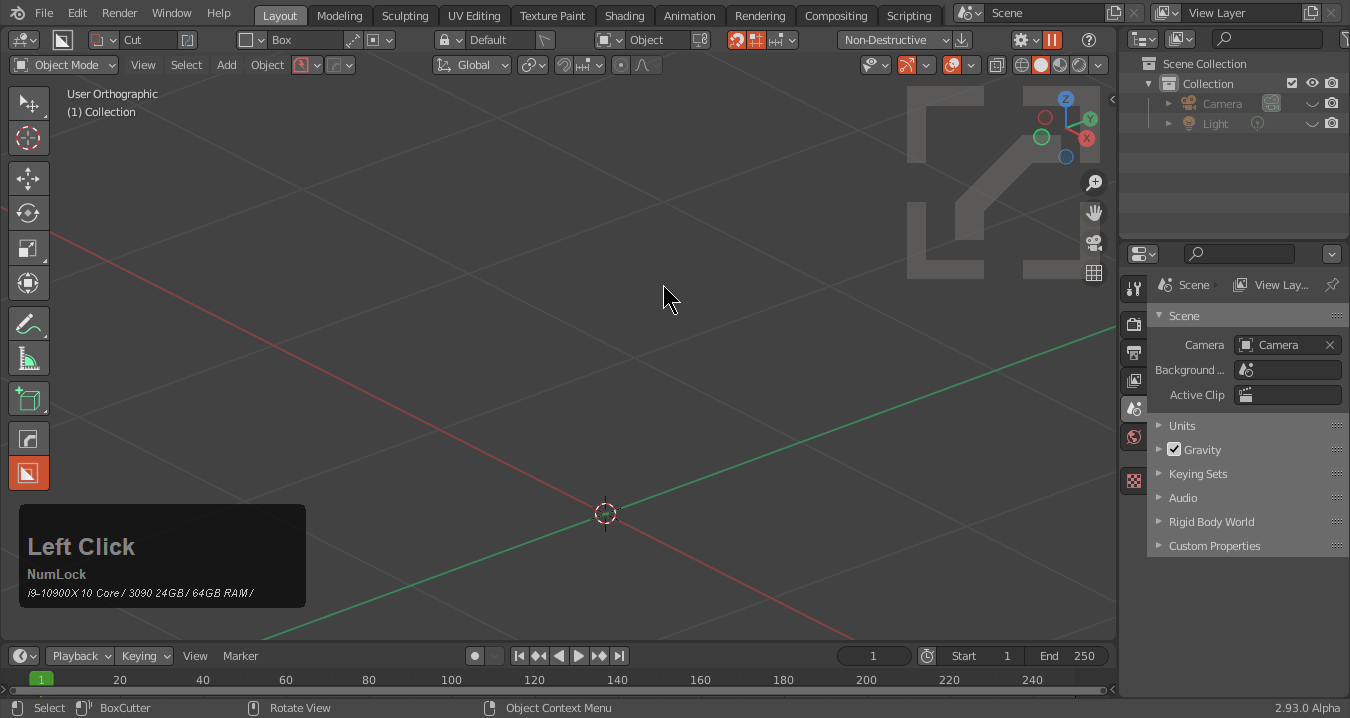 File Edit Render Window Help Layout Modeling Sculpting UV Editing Texture Paint Shading Animation Rendering Compositing Scripting Scene View Layer
Cut Box Default Object Non-Destructive
Object Mode View Select Add Object Global
User Orthographic
(1) Collection
Z
Y
X
Scene Collection
Collection
Camera
Light
Scene View Lay...
Scene
Camera Camera
Background ...
Active Clip
Units
Gravity
Keying Sets
Audio
Rigid Body World
Custom Properties
Left Click
NumLock
i9-10900X 10 Core / 3090 24GB / 64GB RAM /
Playback Keying View Marker 1 Start 1 End 250
1 20 40 60 80 100 120 140 160 180 200 220 240
Select BoxCutter Rotate View Object Context Menu 2.93.0 Alpha